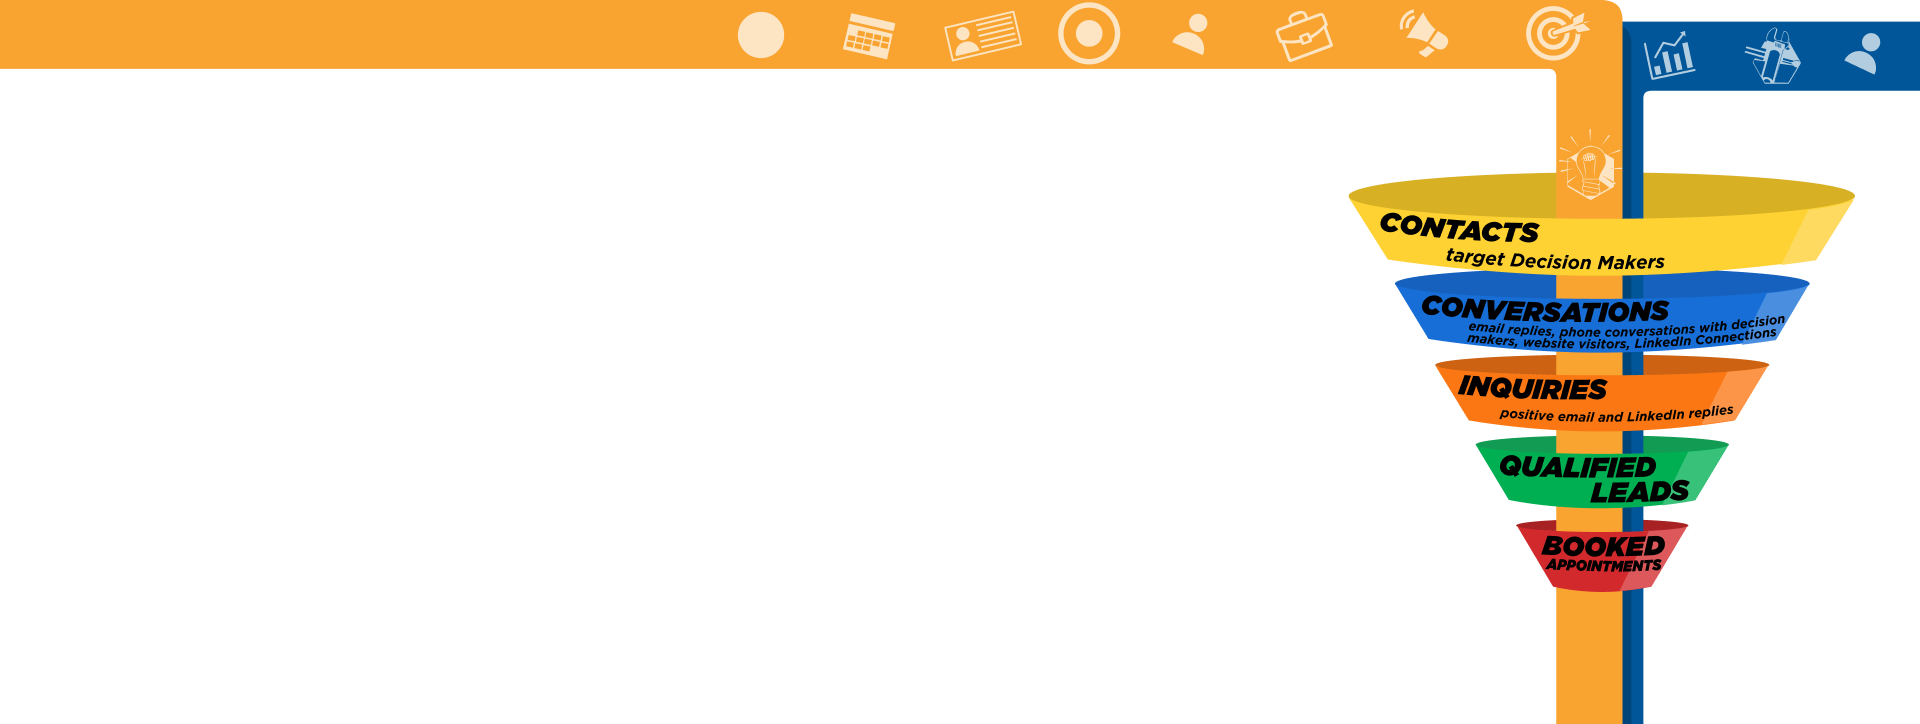 CONTACTS
target Decision Makers
CONVERSATIONS
email replies, phone conversations with decision
makers, website visitors, LinkedIn Connections
INQUIRIES
positive email and LinkedIn replies
QUALIFIED
LEADS
BOOKED
APPOINTMENTS